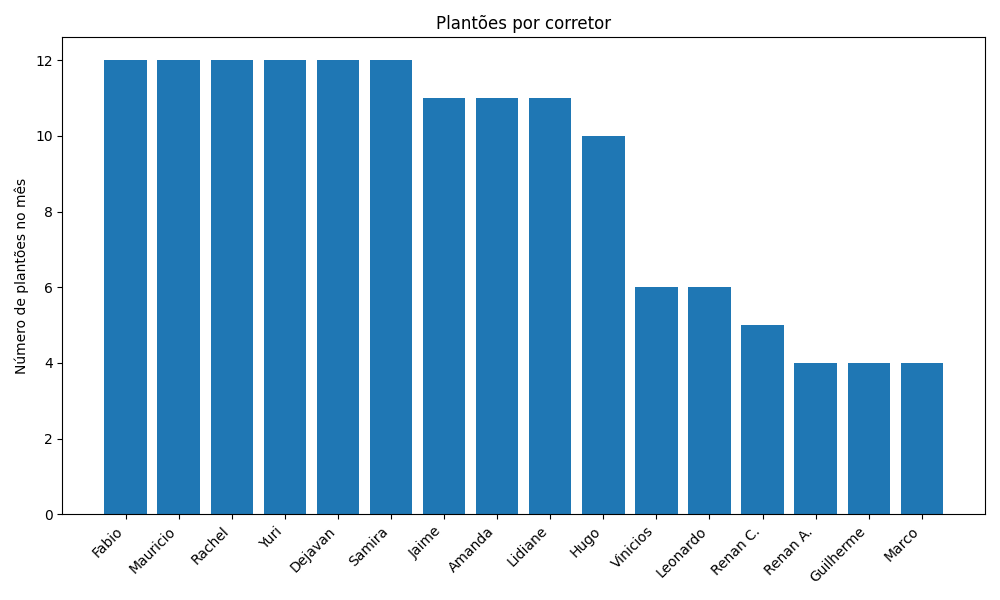 Plantões por corretor
Número de plantões no mês
12
10
8
6
4
2
0
Fabio
Mauricio
Rachel
Yuri
Dejavan
Samira
Jaime
Amanda
Lidiane
Hugo
Vinicios
Leonardo
Renan C.
Renan A.
Guilherme
Marco